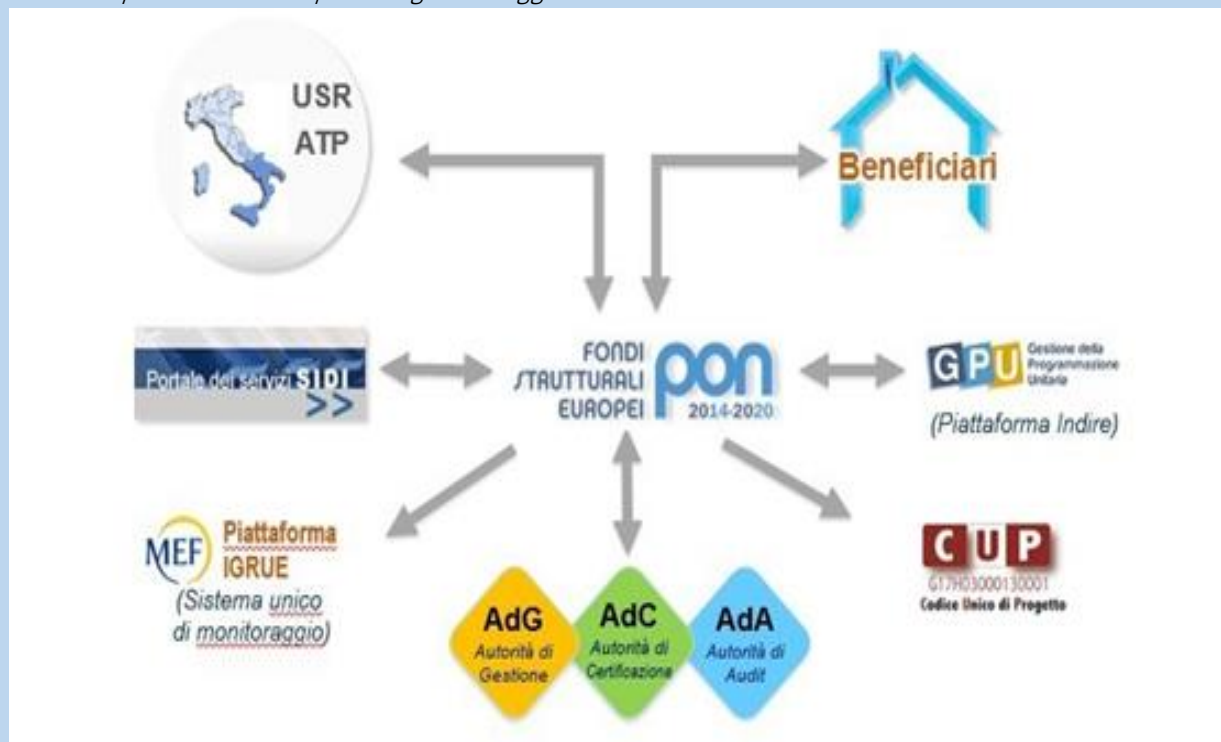 USR
ATP
Beneficiari
Portale dei servizi SIDI
>>
FONDI
STRUTTURALI
EUROPEI
pon
2014-2020
GPU
Gestione della
Programmazione
Unitaria
(Piattaforma Indire)
MEF
Piattaforma
IGRUE
(Sistema unico
di monitoraggio)
CUP
G17H03000130001
Codice Unico di Progetto
AdG
Autorità di
Gestione
AdC
Autorità di
Certificazione
AdA
Autorità di
Audit